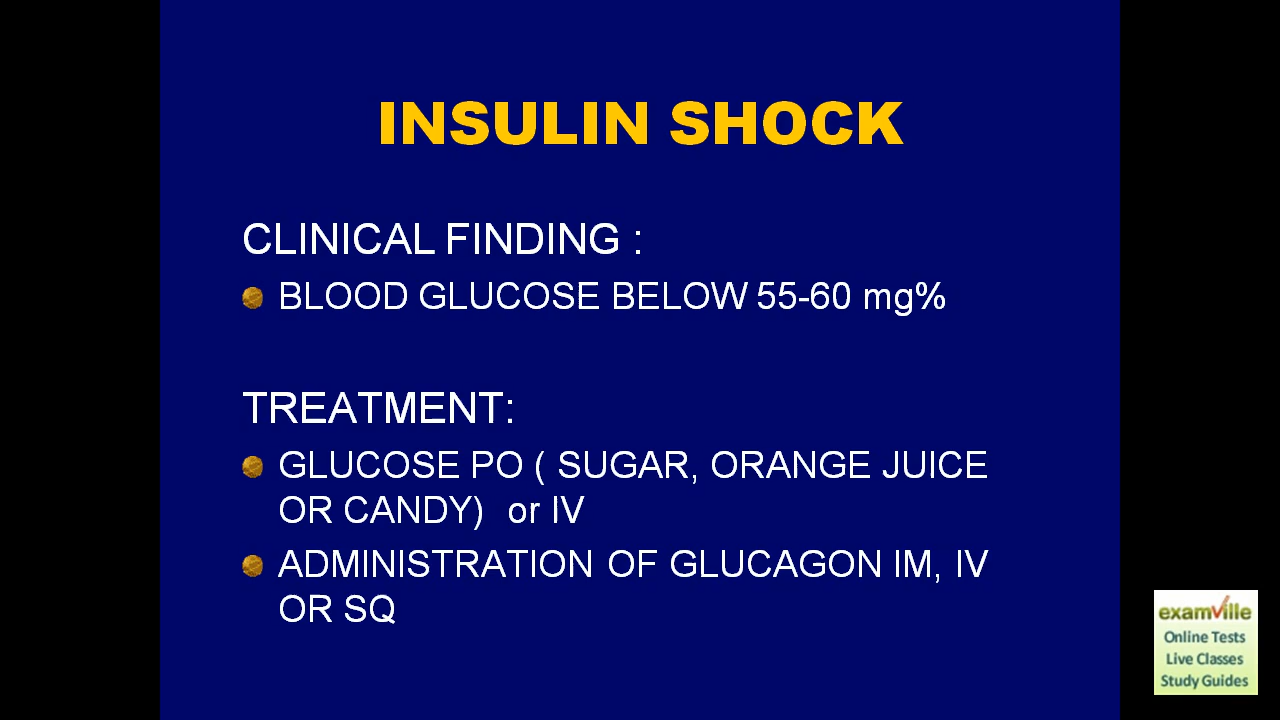 INSULIN SHOCK
CLINICAL FINDING :
BLOOD GLUCOSE BELOW 55-60 mg%
TREATMENT:
GLUCOSE PO ( SUGAR, ORANGE JUICE
OR CANDY) or IV
ADMINISTRATION OF GLUCAGON IM, IV
OR SQ
examville
Online Tests
Live Classes
Study Guides